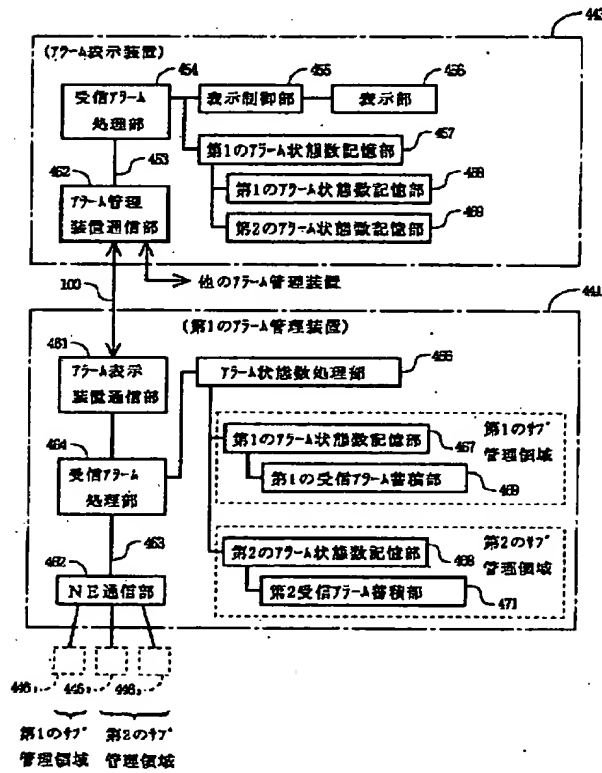 442
(アラーム表示装置)
454
455
456
受信アラーム
処理部
表示制御部
表示部
453
457
第1のアラーム状態数記憶部
452
458
アラーム管理
装置通信部
第1のアラーム状態数記憶部
459
第2のアラーム状態数記憶部
100
他のアラーム管理装置
441
(第1のアラーム管理装置)
461
466
アラーム表示
装置通信部
アラーム状態数処理部
464
第1のアラーム状態数記憶部
467
第1のサブ
管理領域
受信アラーム
処理部
第1の受信アラーム蓄積部
469
463
第2のアラーム状態数記憶部
468
第2のサブ
管理領域
462
NE通信部
第2受信アラーム蓄積部
471
第1のサブ
管理領域
第2のサブ
管理領域